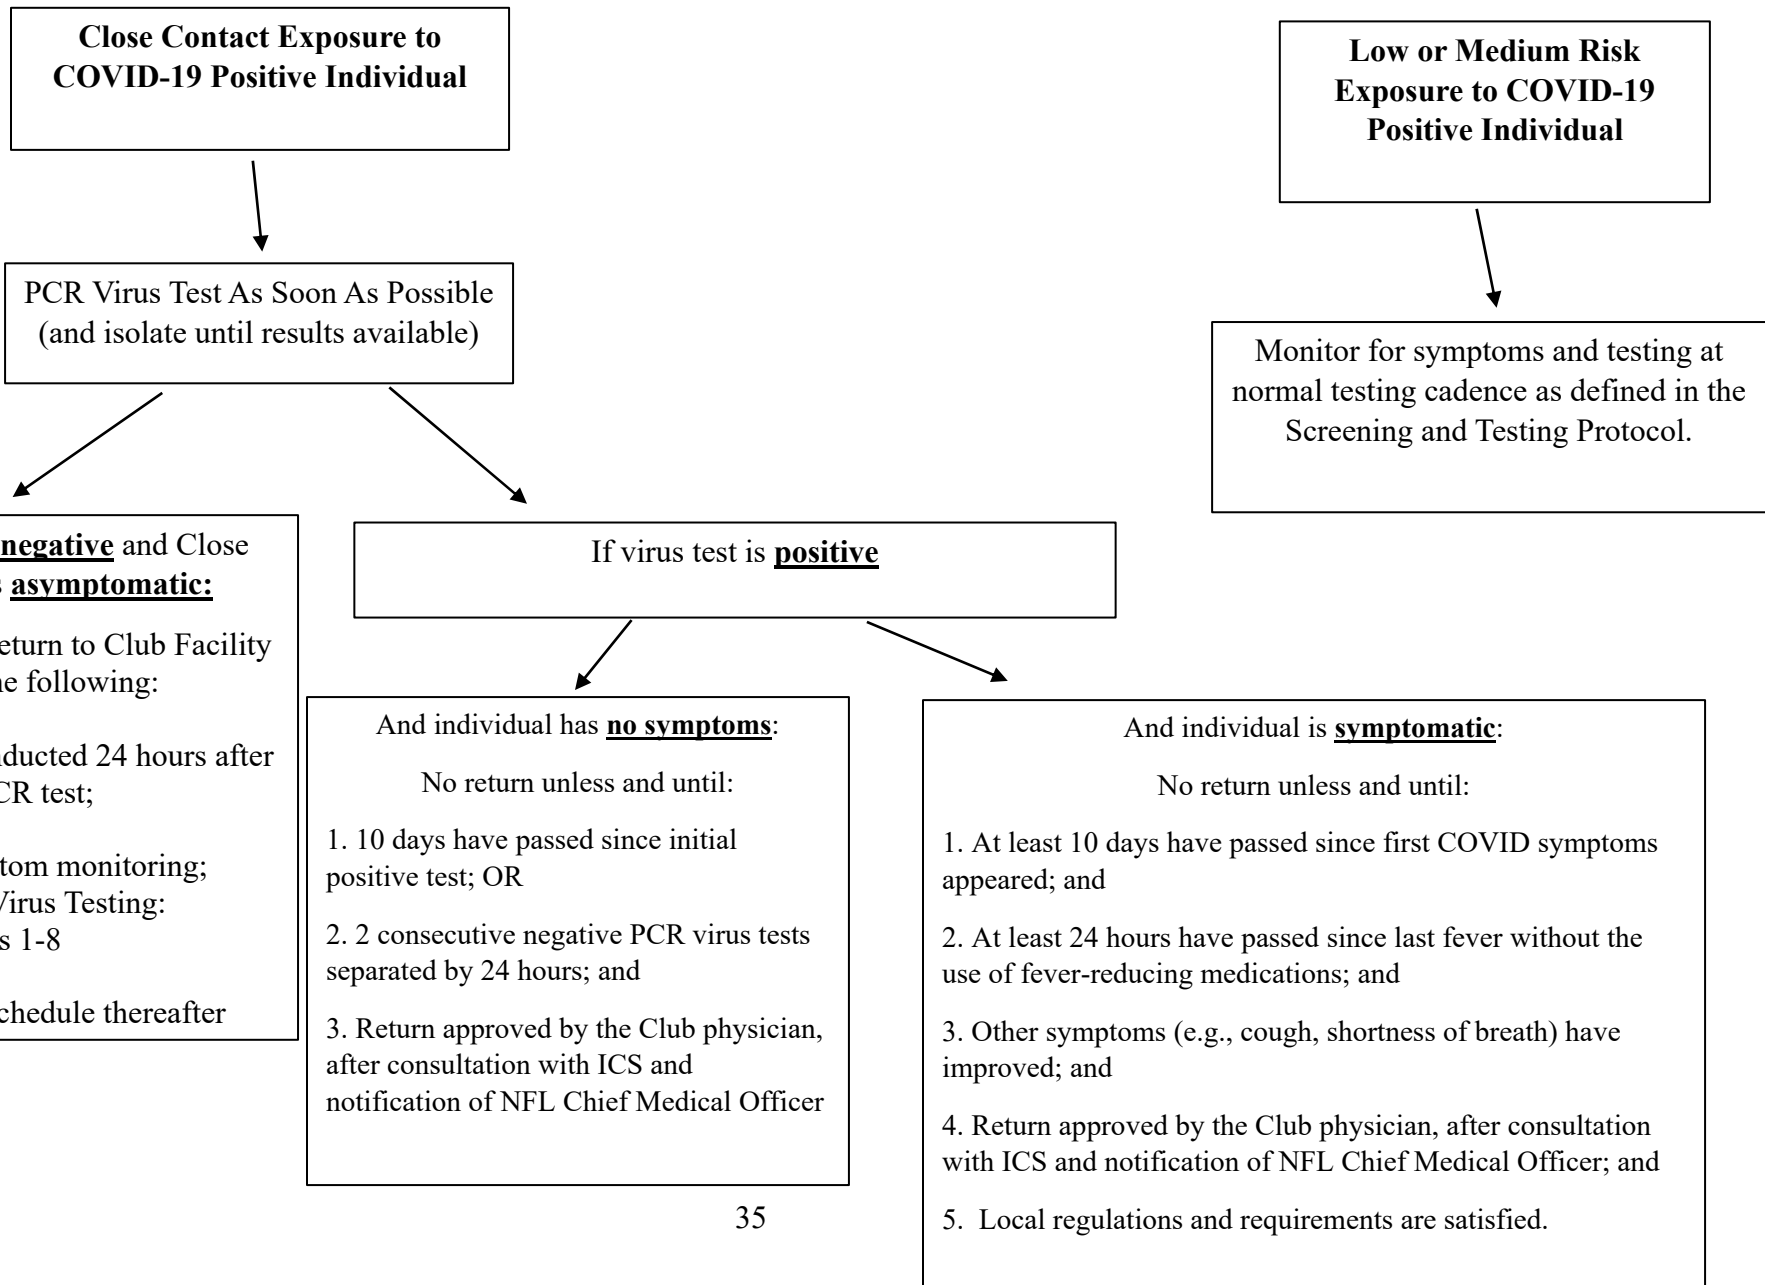 Close Contact Exposure to
COVID-19 Positive Individual
Low or Medium Risk
Exposure to COVID-19
Positive Individual
PCR Virus Test As Soon As Possible
(and isolate until results available)
Monitor for symptoms and testing at
normal testing cadence as defined in the
Screening and Testing Protocol.
negative and Close
asymptomatic:
return to Club Facility
following:
24 hours after
test;
monitoring;
Virus Testing:
1-8
schedule thereafter
If virus test is positive
And individual has no symptoms:
No return unless and until:
1. 10 days have passed since initial
positive test; OR
2. 2 consecutive negative PCR virus tests
separated by 24 hours; and
3. Return approved by the Club physician,
after consultation with ICS and
notification of NFL Chief Medical Officer
And individual is symptomatic:
No return unless and until:
1. At least 10 days have passed since first COVID symptoms
appeared; and
2. At least 24 hours have passed since last fever without the
use of fever-reducing medications; and
3. Other symptoms (e.g., cough, shortness of breath) have
improved; and
4. Return approved by the Club physician, after consultation
with ICS and notification of NFL Chief Medical Officer; and
5. Local regulations and requirements are satisfied.
35